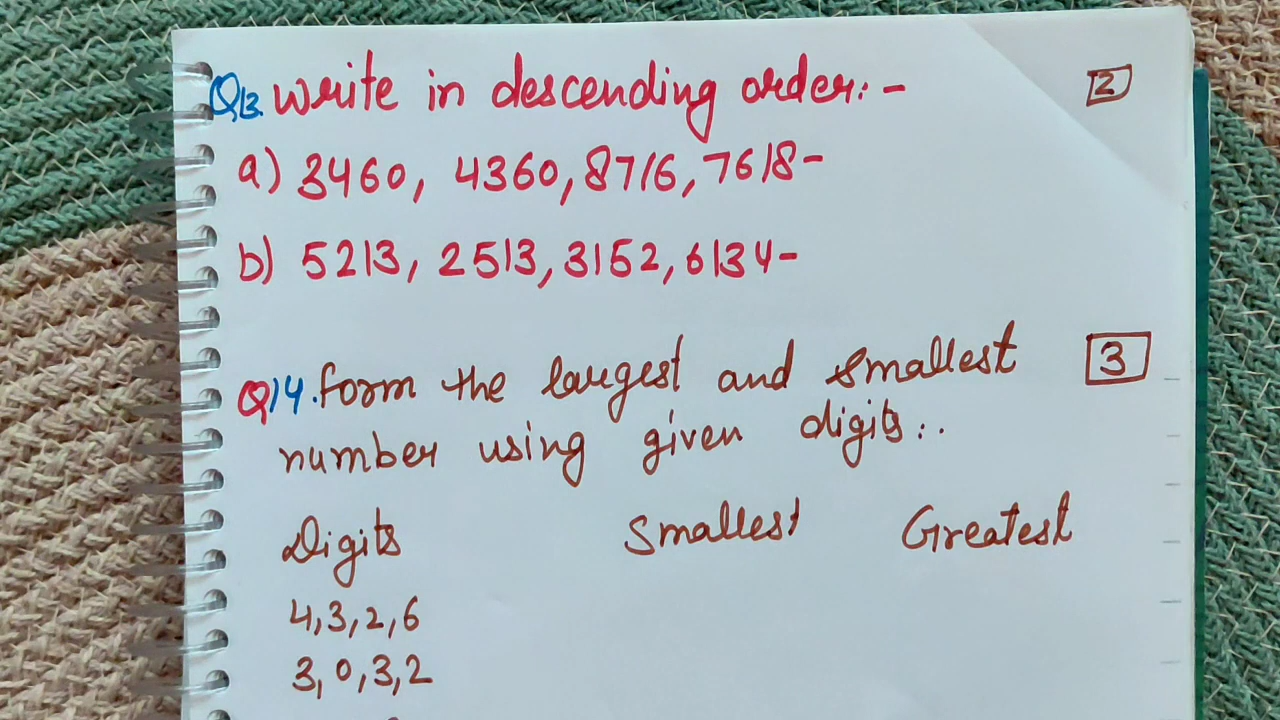 Q13. Write in descending order:- 2
a) 3460, 4360, 8716, 7618-
b) 5213, 2513, 3152, 6134-
Q14. form the largest and smallest 3
number using given digits:.
Digits Smallest Greatest
4,3,2,6
3,0,3,2